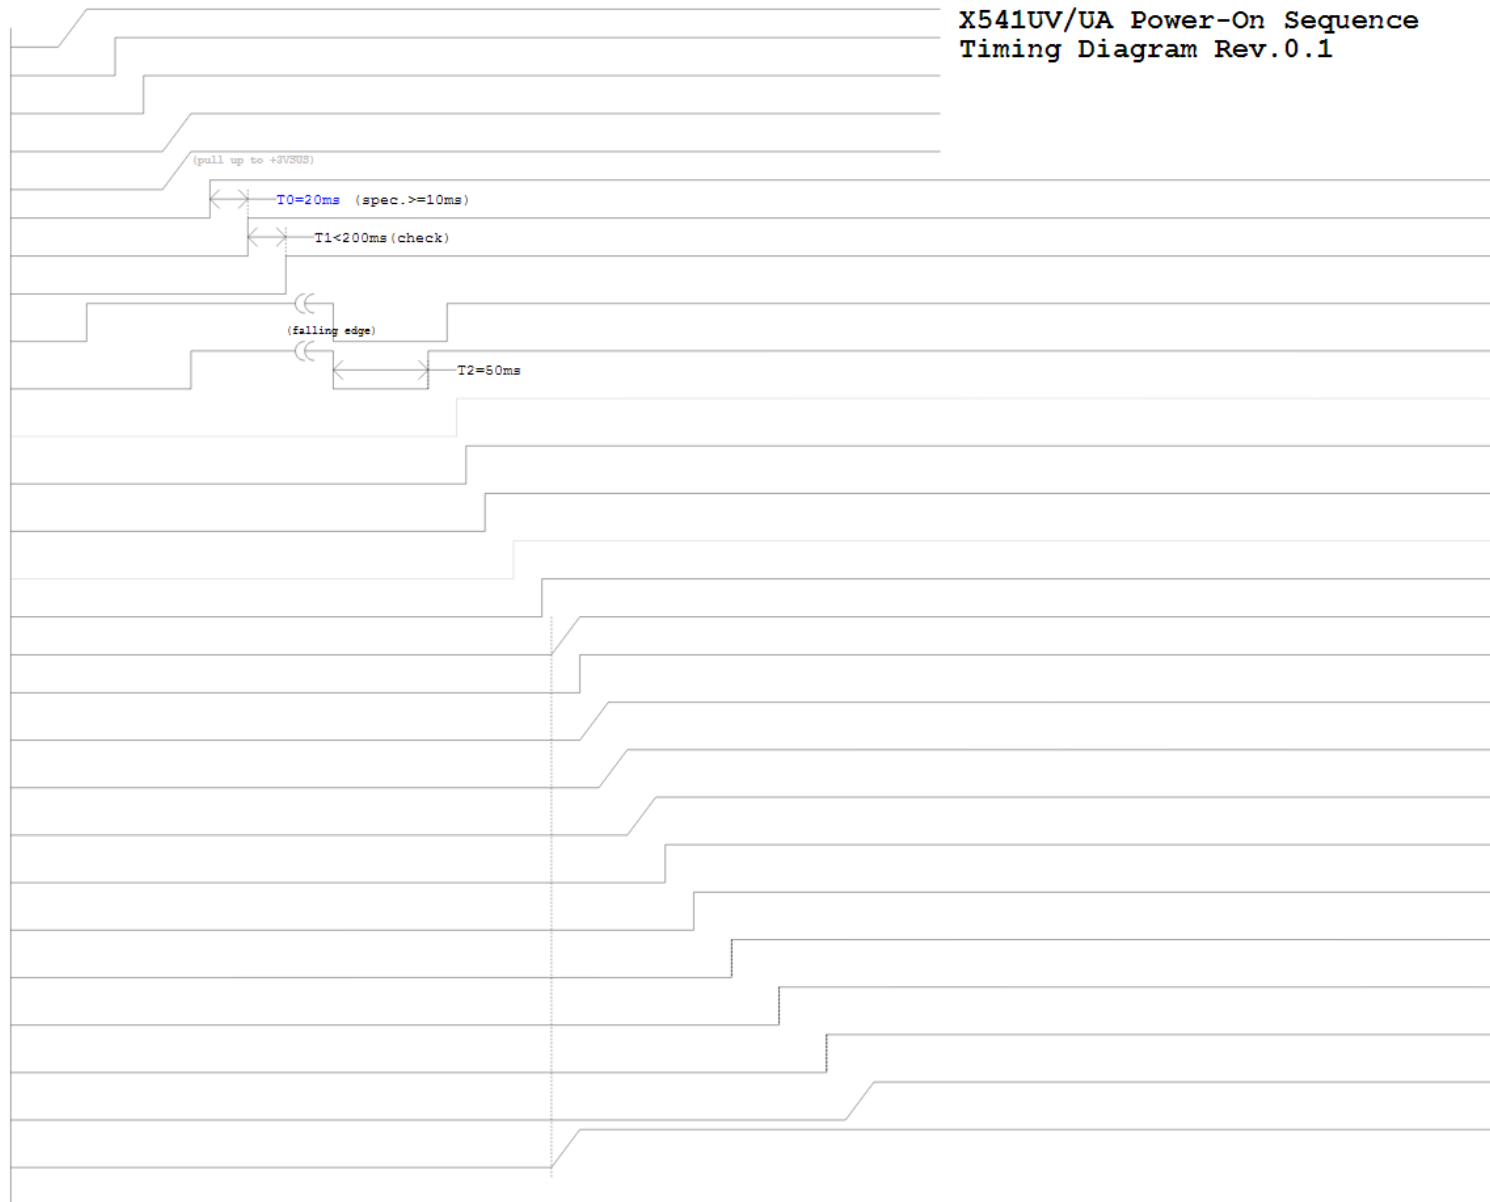 X541UV/UA Power-On Sequence
Timing Diagram Rev.0.1
(pull up to +3VSUS)
T0=20ms (spec.>=10ms)
T1<200ms(check)
(falling edge)
T2=50ms